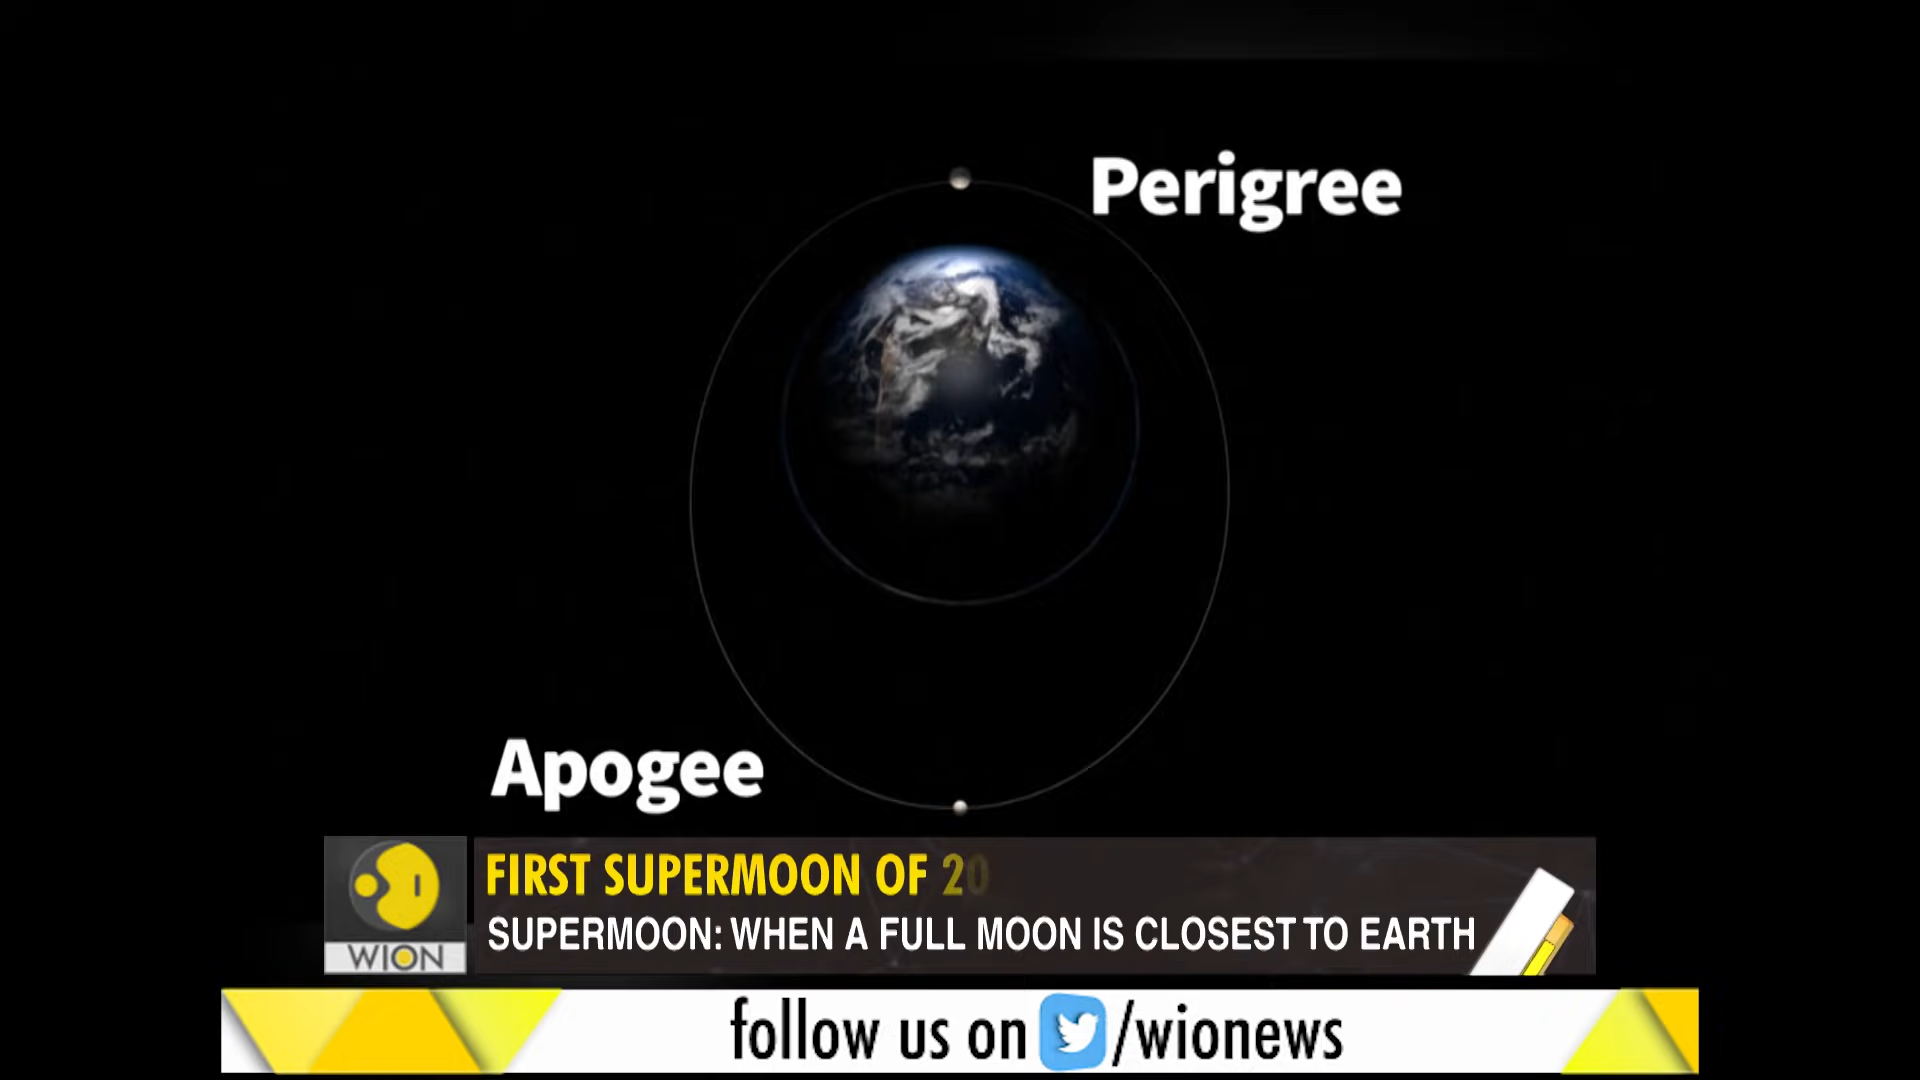 Perigree
Apogee
FIRST SUPERMOON OF 20
SUPERMOON: WHEN A FULL MOON IS CLOSEST TO EARTH
WION
follow us on /wionews